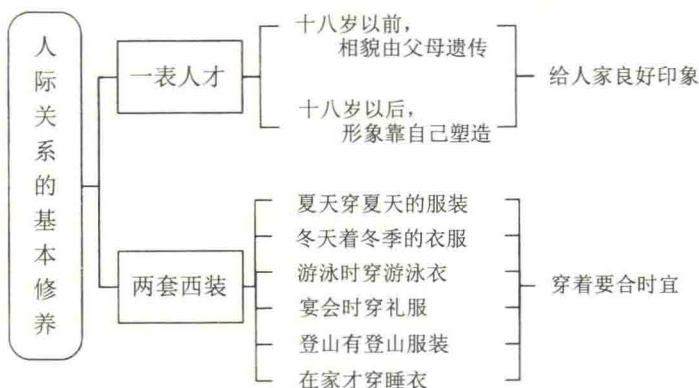 人际关系的基本修养
一表人才
十八岁以前，
相貌由父母遗传
十八岁以后，
形象靠自己塑造
给人家良好印象
两套西装
夏天穿夏天的服装
冬天着冬季的衣服
游泳时穿游泳衣
宴会时穿礼服
登山有登山服装
在家才穿睡衣
穿着要合时宜